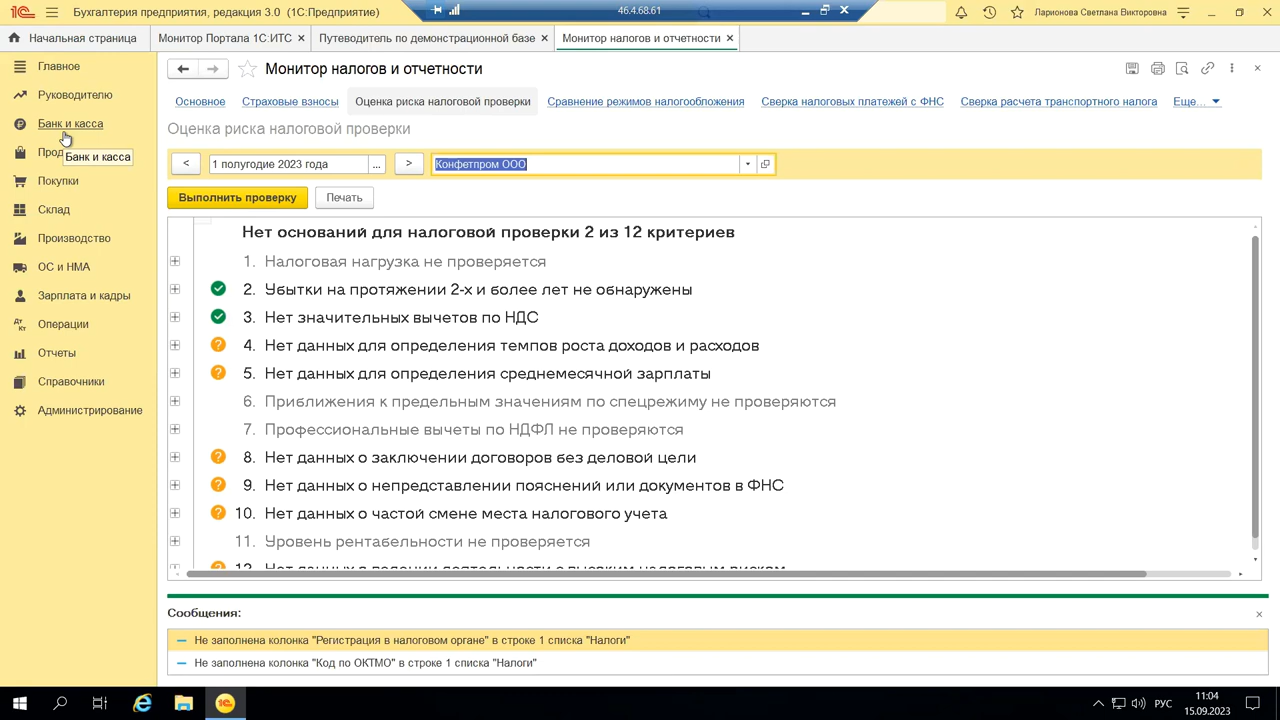 Бухгалтерия предприятия, редакция 3.0 (1С:Предприятие)
46.4.68.61
Ларионова Светлана Викторовна
Начальная страница
Монитор Портала 1С:ИТС
Путеводитель по демонстрационной базе
Монитор налогов и отчетности
Главное
Руководителю
Банк и касса
Прод
Банк и касса
Покупки
Склад
Производство
ОС и НМА
Зарплата и кадры
Операции
Отчеты
Справочники
Администрирование
Монитор налогов и отчетности
Основное
Страховые взносы
Оценка риска налоговой проверки
Сравнение режимов налогообложения
Сверка налоговых платежей с ФНС
Сверка расчета транспортного налога
Еще...
Оценка риска налоговой проверки
<
1 полугодие 2023 года
...
>
Конфетпром ООО
Выполнить проверку
Печать
Нет оснований для налоговой проверки 2 из 12 критериев
1. Налоговая нагрузка не проверяется
2. Убытки на протяжении 2-х и более лет не обнаружены
3. Нет значительных вычетов по НДС
? 4. Нет данных для определения темпов роста доходов и расходов
? 5. Нет данных для определения среднемесячной зарплаты
6. Приближения к предельным значениям по спецрежиму не проверяются
7. Профессиональные вычеты по НДФЛ не проверяются
? 8. Нет данных о заключении договоров без деловой цели
? 9. Нет данных о непредставлении пояснений или документов в ФНС
? 10. Нет данных о частой смене места налогового учета
11. Уровень рентабельности не проверяется
? 12. Нет данных о ведении деятельности с высоким налоговым риском
Сообщения:
Не заполнена колонка "Регистрация в налоговом органе" в строке 1 списка "Налоги"
Не заполнена колонка "Код по ОКТМО" в строке 1 списка "Налоги"
РУС
11:04
15.09.2023